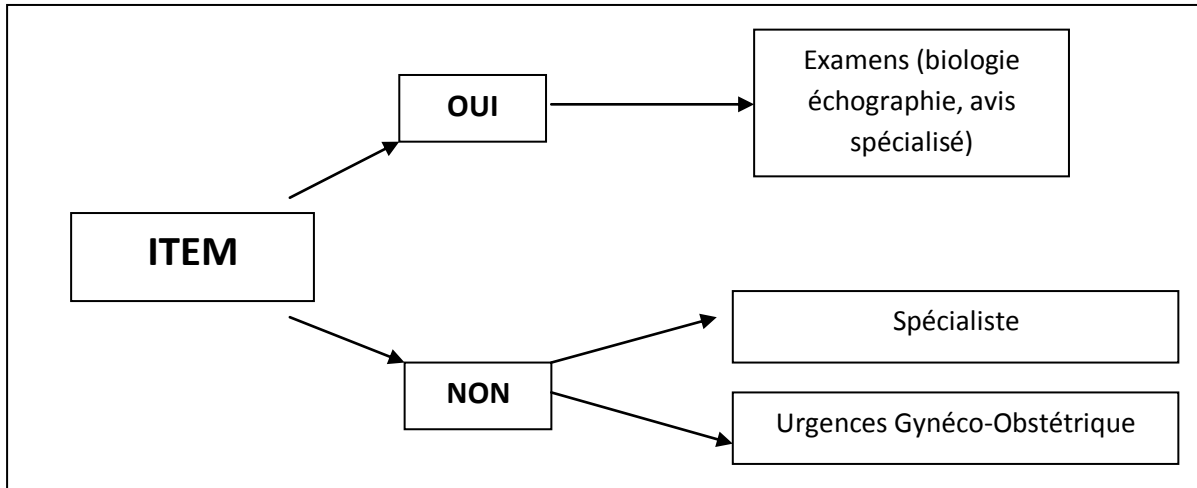 OUI
Examens (biologie
échographie, avis
spécialisé)
ITEM
Spécialiste
NON
Urgences Gynéco-Obstétrique